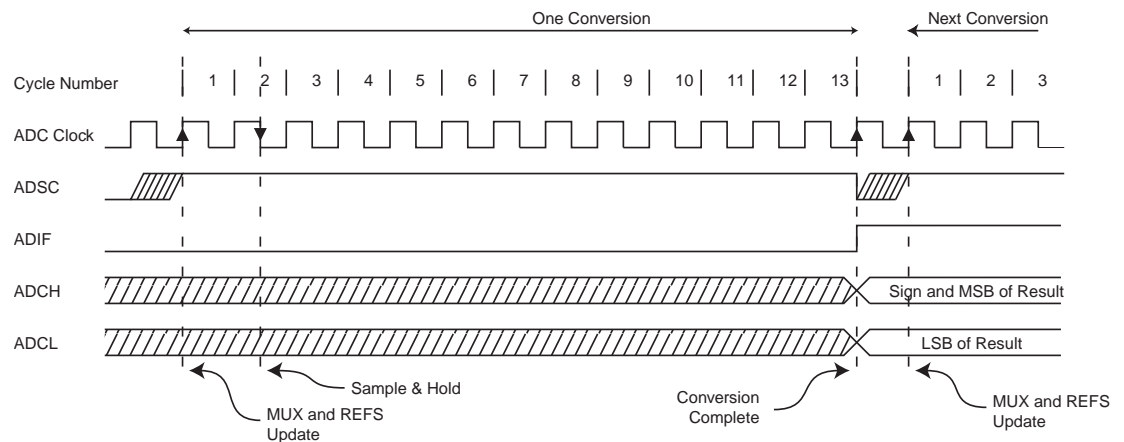 One Conversion
Next Conversion
Cycle Number
1 2 3 4 5 6 7 8 9 10 11 12 13 1 2 3
ADC Clock
ADSC
ADIF
ADCH
Sign and MSB of Result
ADCL
LSB of Result
Sample & Hold
MUX and REFS
Update
Conversion
Complete
MUX and REFS
Update